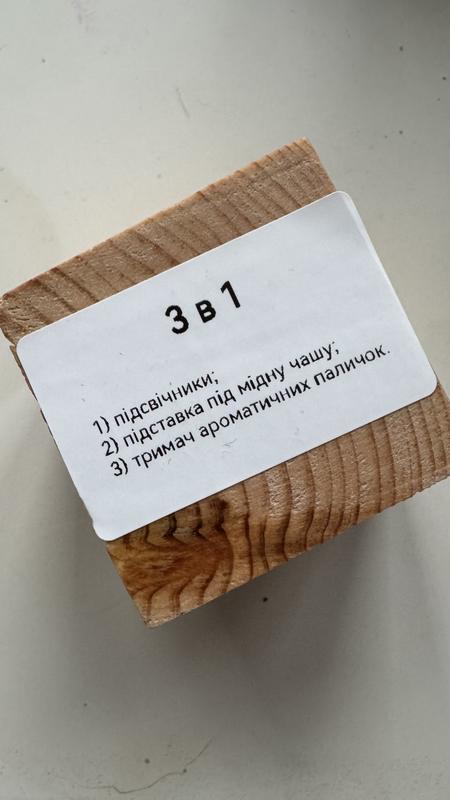 3 в 1
1) підсвічники;
2) підставка під мідну чашу;
3) тримач ароматичних паличок.